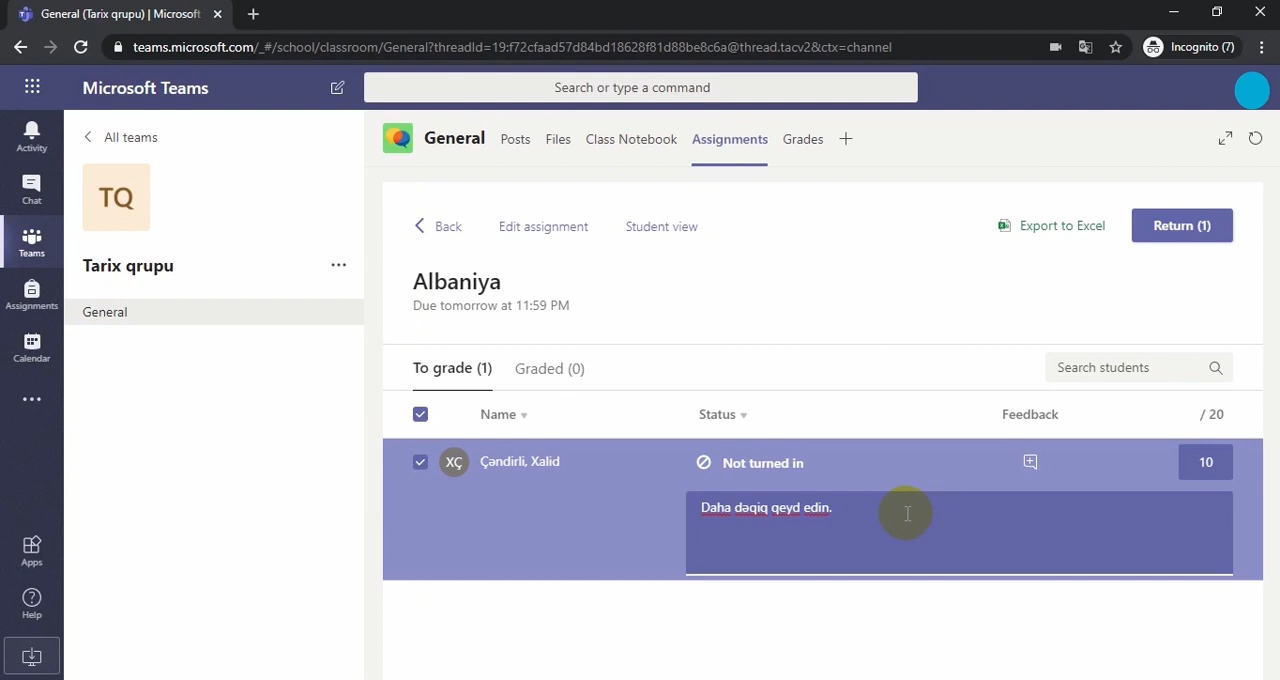 General (Tarix qrupu) | Microsoft
teams.microsoft.com/_#/school/classroom/General?threadId=19:f72cfaad57d84bd18628f81d88be8c6a@thread.tacv2&ctx=channel
Incognito (7)
Microsoft Teams
Search or type a command
Activity
Chat
Teams
Assignments
Calendar
Apps
Help
All teams
TQ
Tarix qrupu
General
General Posts Files Class Notebook Assignments Grades
Back Edit assignment Student view Export to Excel Return (1)
Albaniya
Due tomorrow at 11:59 PM
To grade (1) Graded (0) Search students
Name Status Feedback / 20
XÇ Çəndirli, Xalid Not turned in 10
Daha dəqiq qeyd edin.